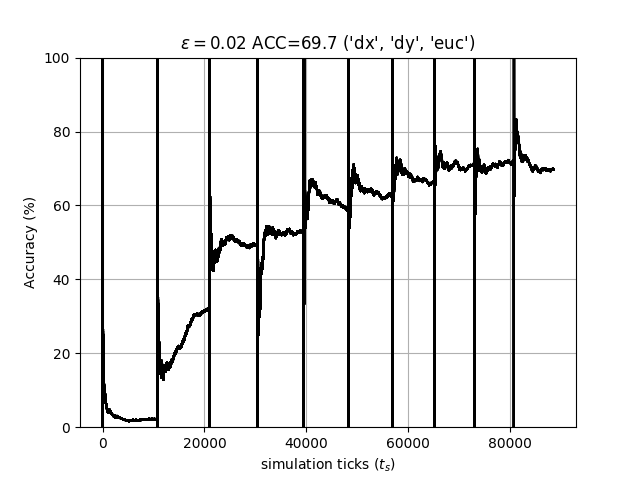 ε = 0.02 ACC=69.7 ('dx', 'dy', 'euc')
100
80
60
40
20
0
Accuracy (%)
0 20000 40000 60000 80000
simulation ticks (tₛ)